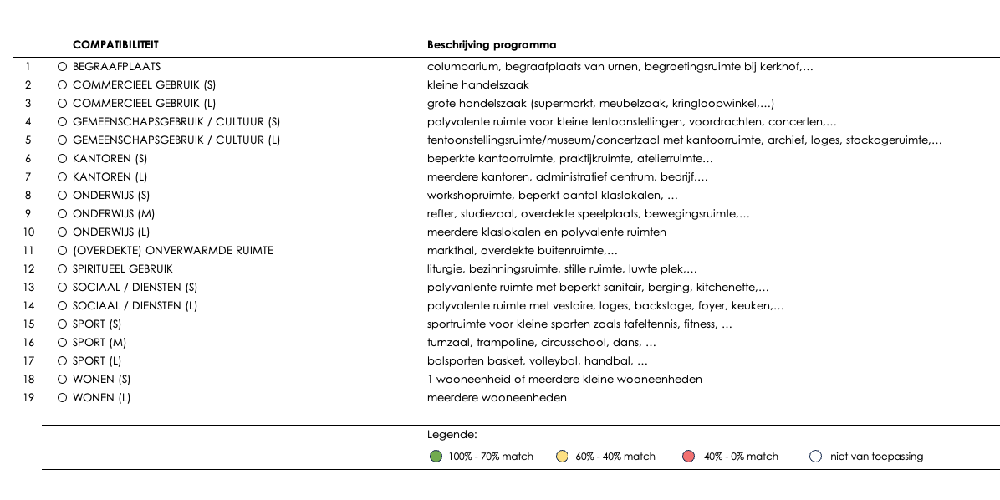 COMPATIBILITEIT Beschrijving programma
1 BEGRAAFPLAATS columbarium, begraafplaats van urnen, begroetingsruimte bij kerkhof,...
2 COMMERCIEEL GEBRUIK (S) kleine handelszaak
3 COMMERCIEEL GEBRUIK (L) grote handelszaak (supermarkt, meubelzaak, kringloopwinkel,...)
4 GEMEENSCHAPSGEBRUIK / CULTUUR (S) polyvalente ruimte voor kleine tentoonstellingen, voordrachten, concerten,...
5 GEMEENSCHAPSGEBRUIK / CULTUUR (L) tentoonstellingsruimte/museum/concertzaal met kantoorruimte, archief, loges, stockageruimte,...
6 KANTOREN (S) beperkte kantoorruimte, praktijkruimte, atelierruimte...
7 KANTOREN (L) meerdere kantoren, administratief centrum, bedrijf,...
8 ONDERWIJS (S) workshopruimte, beperkt aantal klaslokalen, ...
9 ONDERWIJS (M) refter, studiezaal, overdekte speelplaats, bewegingsruimte,...
10 ONDERWIJS (L) meerdere klaslokalen en polyvalente ruimten
11 (OVERDEKTE) ONVERWARMDE RUIMTE markthal, overdekte buitenruimte,...
12 SPIRITUEEL GEBRUIK liturgie, bezinningsruimte, stille ruimte, luwte plek,...
13 SOCIAAL / DIENSTEN (S) polyvanlente ruimte met beperkt sanitair, berging, kitchenette,...
14 SOCIAAL / DIENSTEN (L) polyvalente ruimte met vestaire, loges, backstage, foyer, keuken,...
15 SPORT (S) sportruimte voor kleine sporten zoals tafeltennis, fitness, ...
16 SPORT (M) turnzaal, trampoline, circusschool, dans, ...
17 SPORT (L) balsporten basket, volleybal, handbal, ...
18 WONEN (S) 1 wooneenheid of meerdere kleine wooneenheden
19 WONEN (L) meerdere wooneenheden
Legende:
100% - 70% match 60% - 40% match 40% - 0% match niet van toepassing